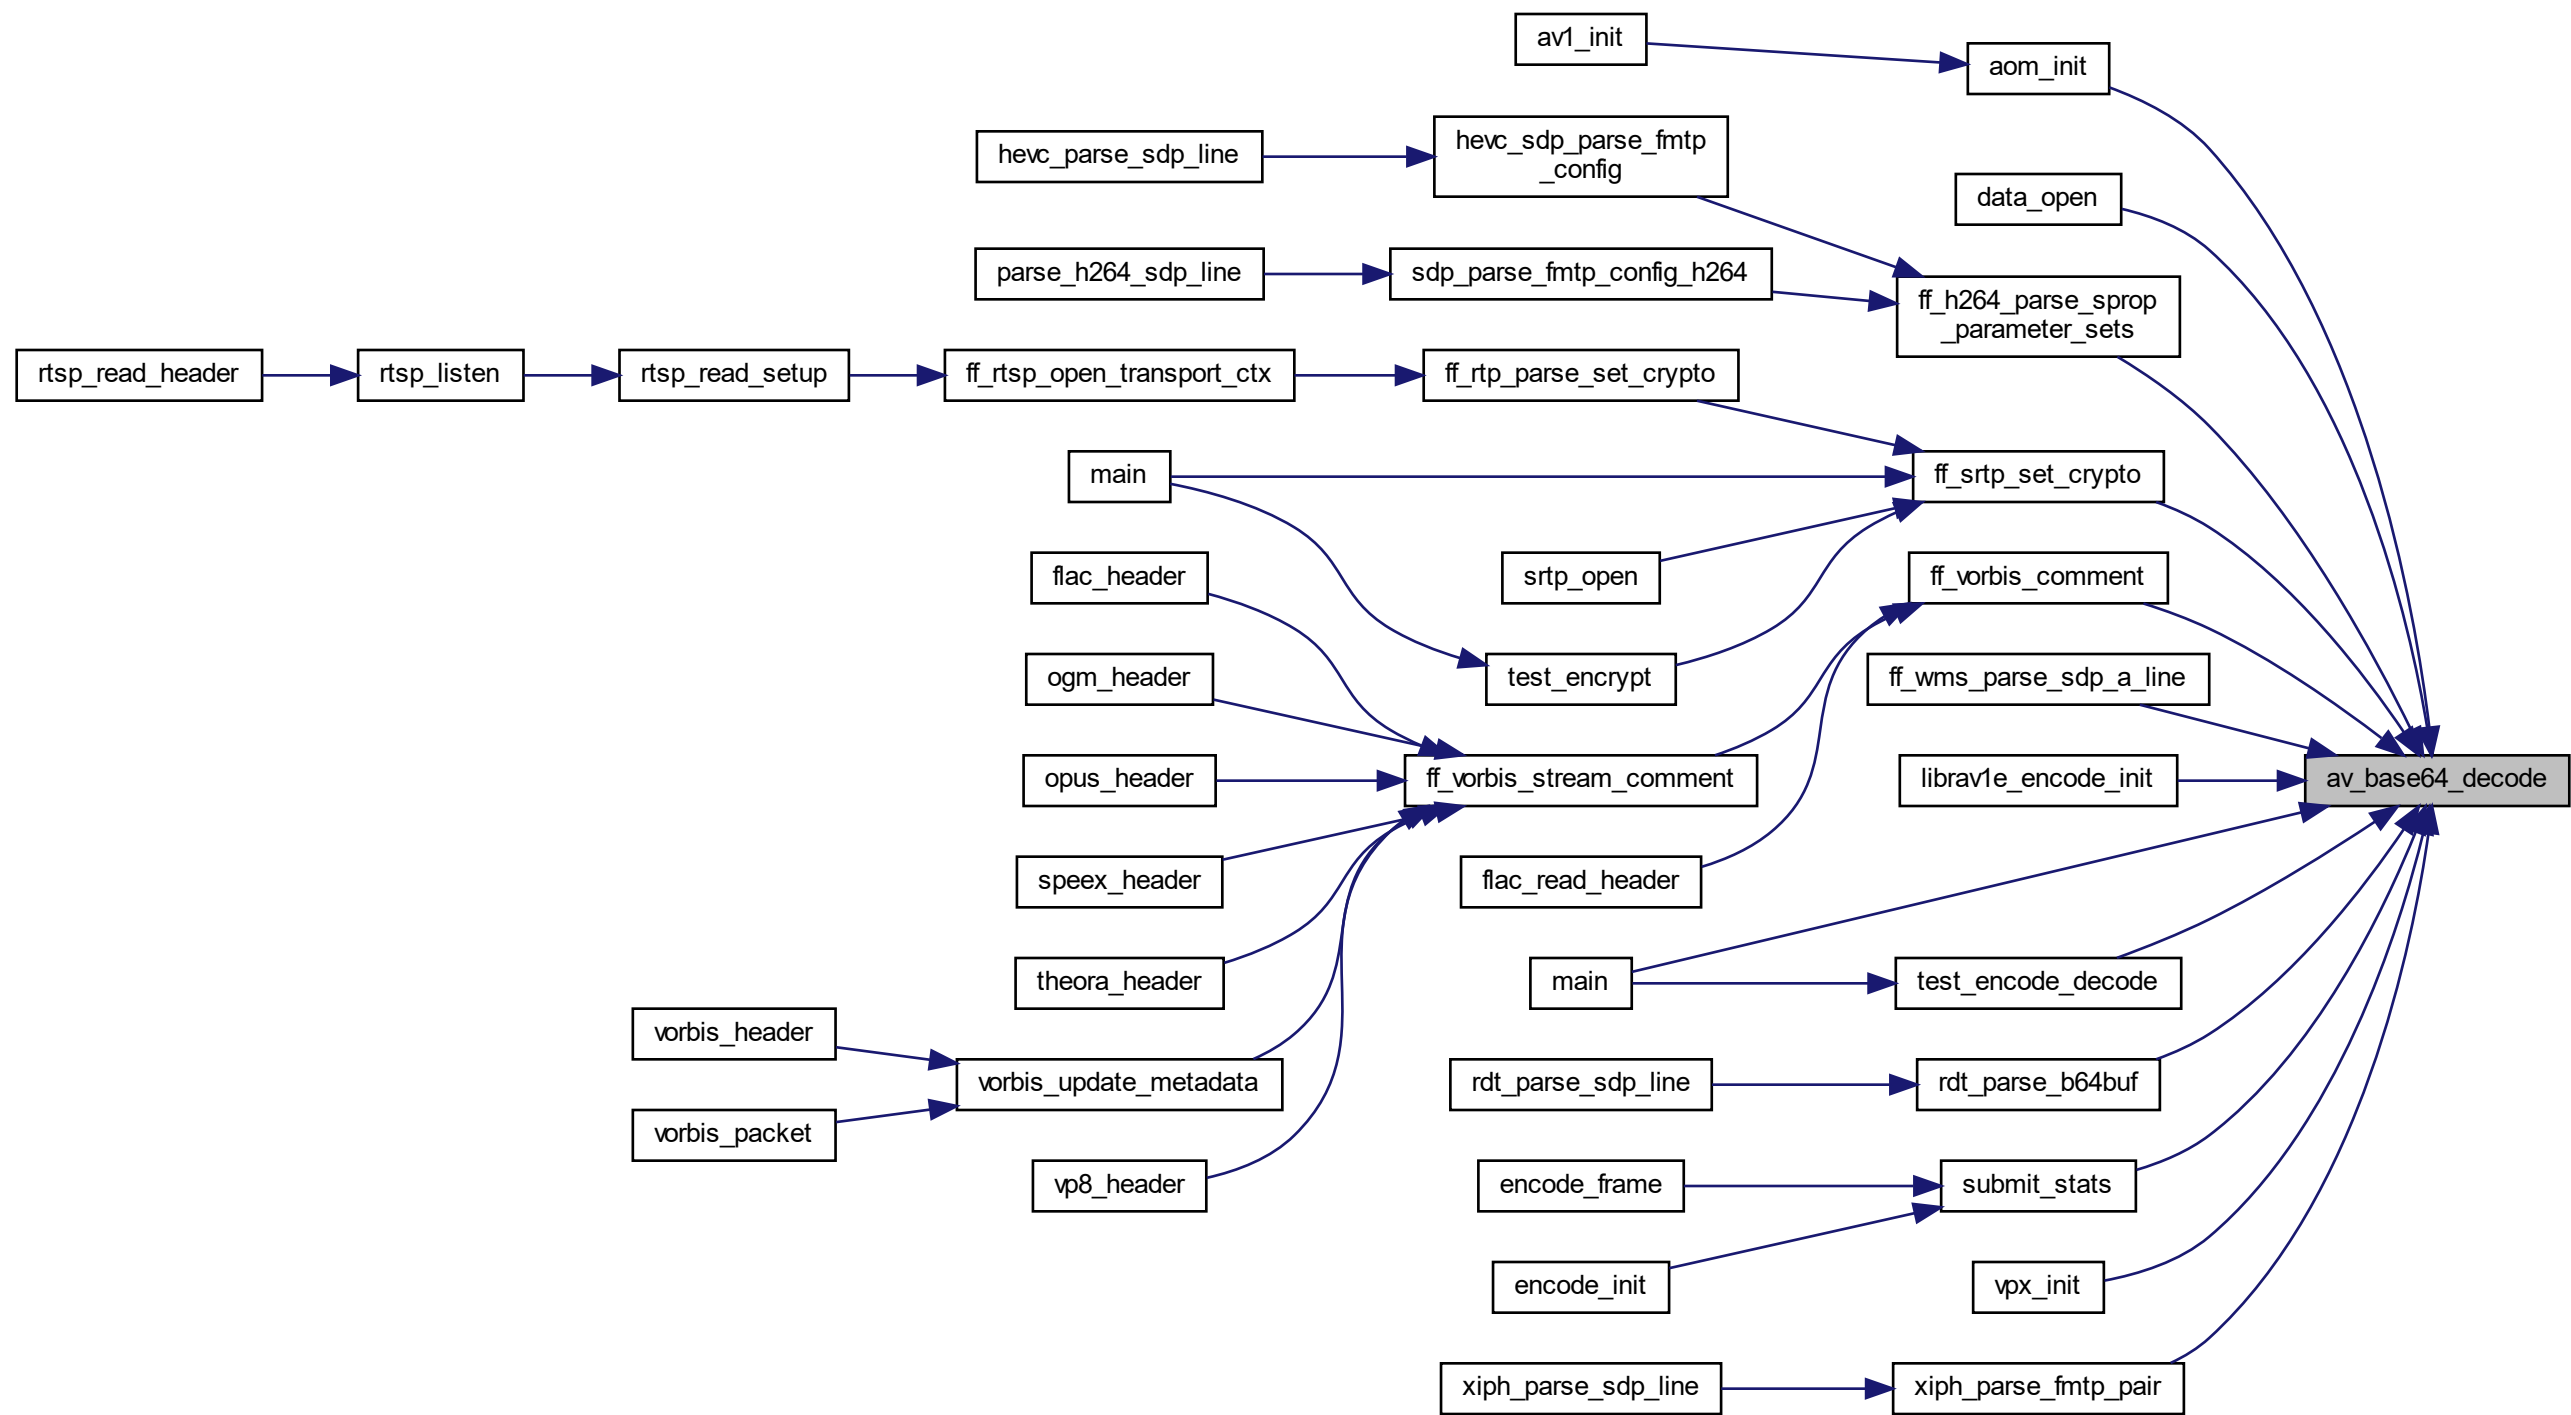 av1_init
aom_init
hevc_parse_sdp_line
hevc_sdp_parse_fmtp
_config
data_open
parse_h264_sdp_line
sdp_parse_fmtp_config_h264
ff_h264_parse_sprop
_parameter_sets
rtsp_read_header
rtsp_listen
rtsp_read_setup
ff_rtsp_open_transport_ctx
ff_rtp_parse_set_crypto
main
ff_srtp_set_crypto
flac_header
srtp_open
ff_vorbis_comment
ogm_header
test_encrypt
ff_wms_parse_sdp_a_line
opus_header
ff_vorbis_stream_comment
librav1e_encode_init
av_base64_decode
speex_header
flac_read_header
theora_header
main
test_encode_decode
vorbis_header
vorbis_update_metadata
rdt_parse_sdp_line
rdt_parse_b64buf
vorbis_packet
vp8_header
encode_frame
submit_stats
encode_init
vpx_init
xiph_parse_sdp_line
xiph_parse_fmtp_pair